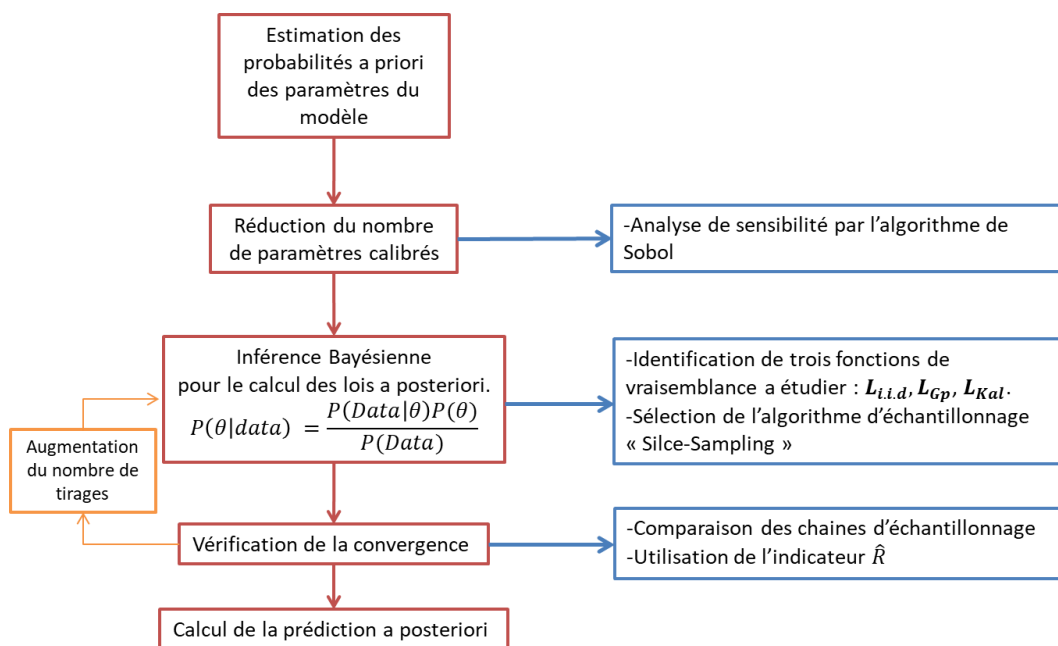 Estimation des
probabilités a priori
des paramètres du
modèle
Réduction du nombre
de paramètres calibrés
-Analyse de sensibilité par l'algorithme de
Sobol
Inférence Bayésienne
pour le calcul des lois a posteriori.
P(θ|data) = P(Data|θ)P(θ) / P(Data)
-Identification de trois fonctions de
vraisemblance a étudier : L_{i.i.d}, L_{Gp}, L_{Kal}.
-Sélection de l'algorithme d'échantillonnage
« Silce-Sampling »
Augmentation
du nombre de
tirages
Vérification de la convergence
-Comparaison des chaines d'échantillonnage
-Utilisation de l'indicateur R̂
Calcul de la prédiction a posteriori